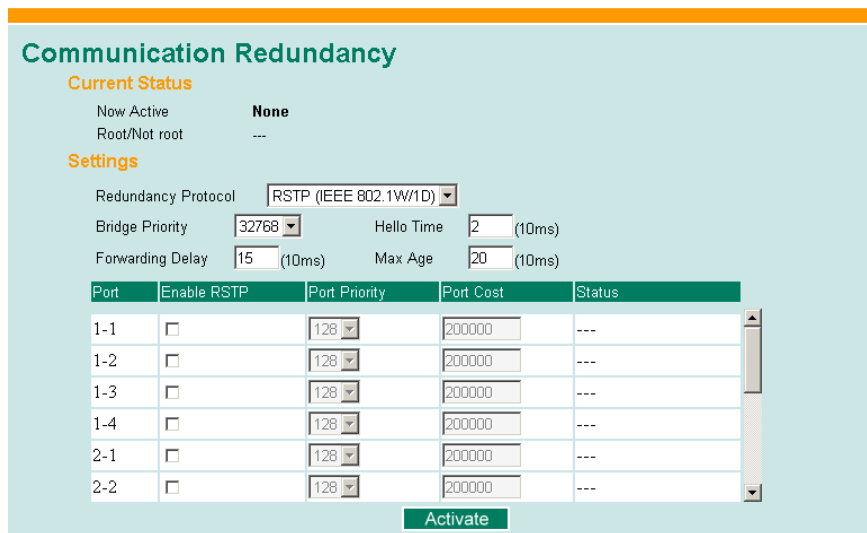 Communication Redundancy
Current Status
Now Active None
Root/Not root ---
Settings
Redundancy Protocol RSTP (IEEE 802.1W/1D)
Bridge Priority 32768 Hello Time 2 (10ms)
Forwarding Delay 15 (10ms) Max Age 20 (10ms)
Port Enable RSTP Port Priority Port Cost Status
1-1 128 200000 ---
1-2 128 200000 ---
1-3 128 200000 ---
1-4 128 200000 ---
2-1 128 200000 ---
2-2 128 200000 ---
Activate